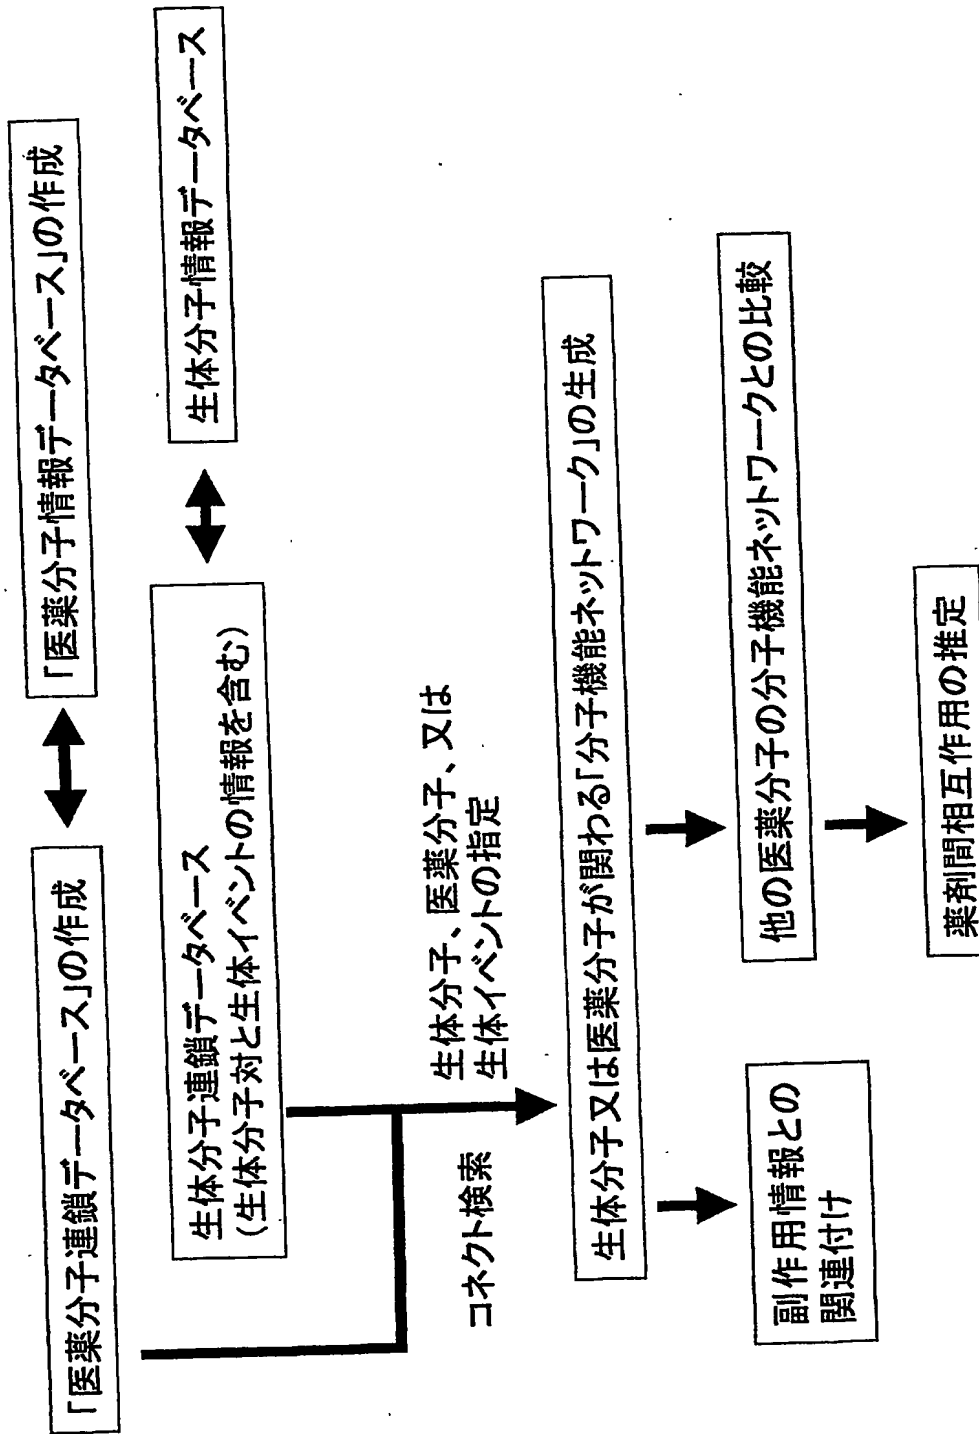 「医薬分子連鎖データベース」の作成
「医薬分子情報データベース」の作成
生体分子連鎖データベース
(生体分子対と生体イベントの情報を含む)
生体分子情報データベース
コネクト検索
生体分子、医薬分子、又は
生体イベントの指定
生体分子又は医薬分子が関わる「分子機能ネットワーク」の生成
副作用情報との
関連付け
他の医薬分子の分子機能ネットワークとの比較
薬剤間相互作用の推定